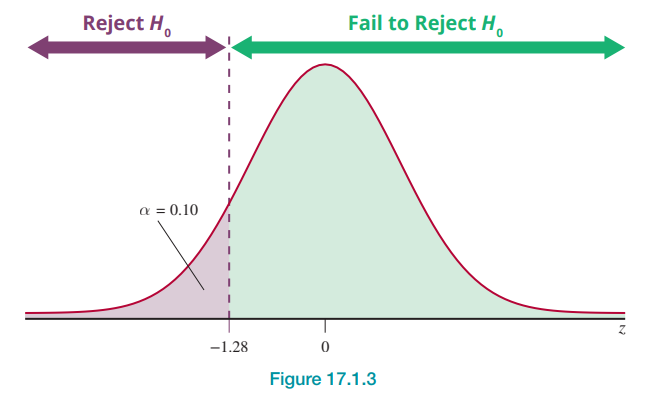 Reject H₀
Fail to Reject H₀
α = 0.10
−1.28
0
z
Figure 17.1.3